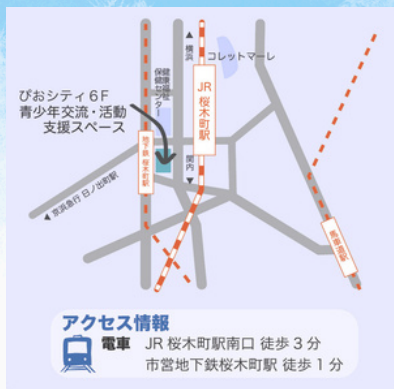 ▲横浜
コレットマーレ
JR 桜木町駅
健康福祉
保健センター
ぴおシティ6F
青少年交流・活動
支援スペース
地下鉄 桜木町駅
関内▼
◀京浜急行 日ノ出町駅
馬車道駅
アクセス情報
電車 JR 桜木町駅南口 徒歩3分
市営地下鉄桜木町駅 徒歩1分